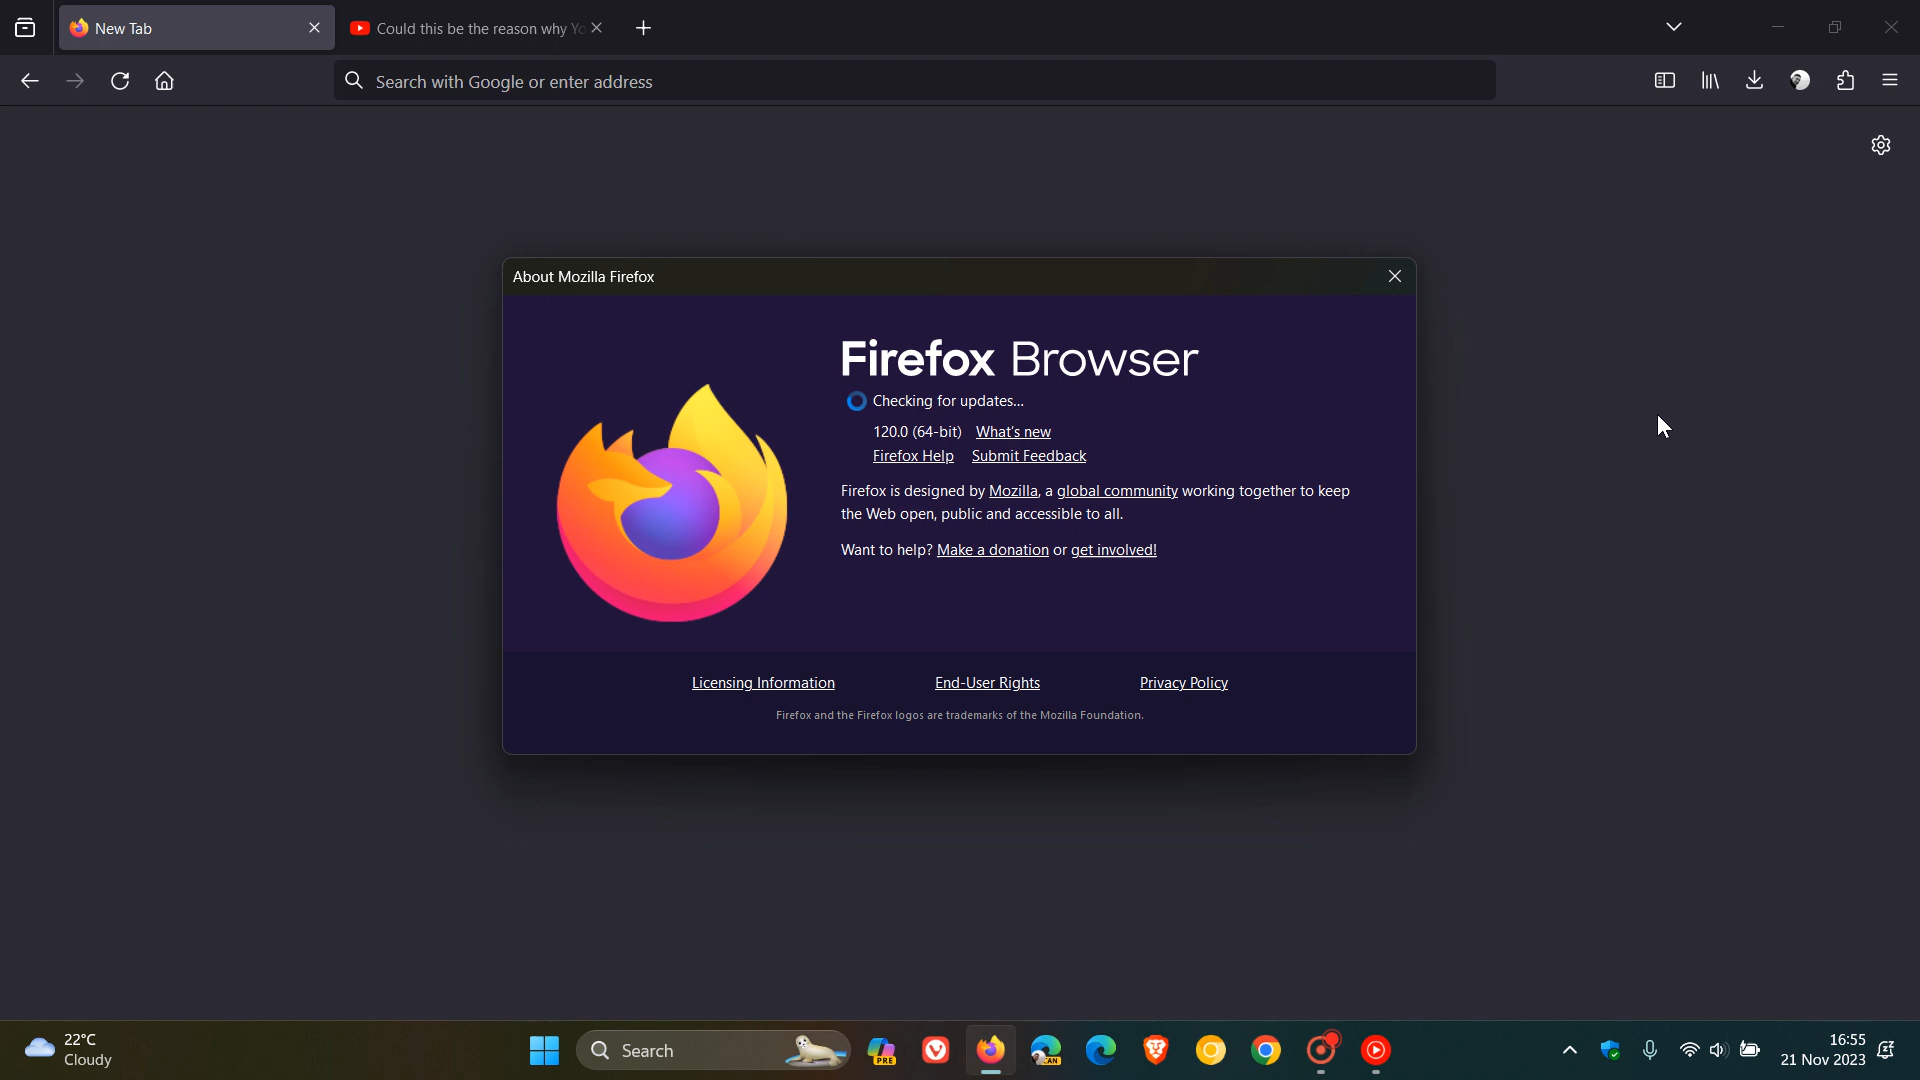 New Tab
Could this be the reason why Yo
Search with Google or enter address
About Mozilla Firefox
Firefox Browser
Checking for updates...
120.0 (64-bit) What's new
Firefox Help Submit Feedback
Firefox is designed by Mozilla, a global community working together to keep
the Web open, public and accessible to all.
Want to help? Make a donation or get involved!
Licensing Information End-User Rights Privacy Policy
Firefox and the Firefox logos are trademarks of the Mozilla Foundation.
22°C
Cloudy
Search
PRE
CAN
16:55
21 Nov 2023